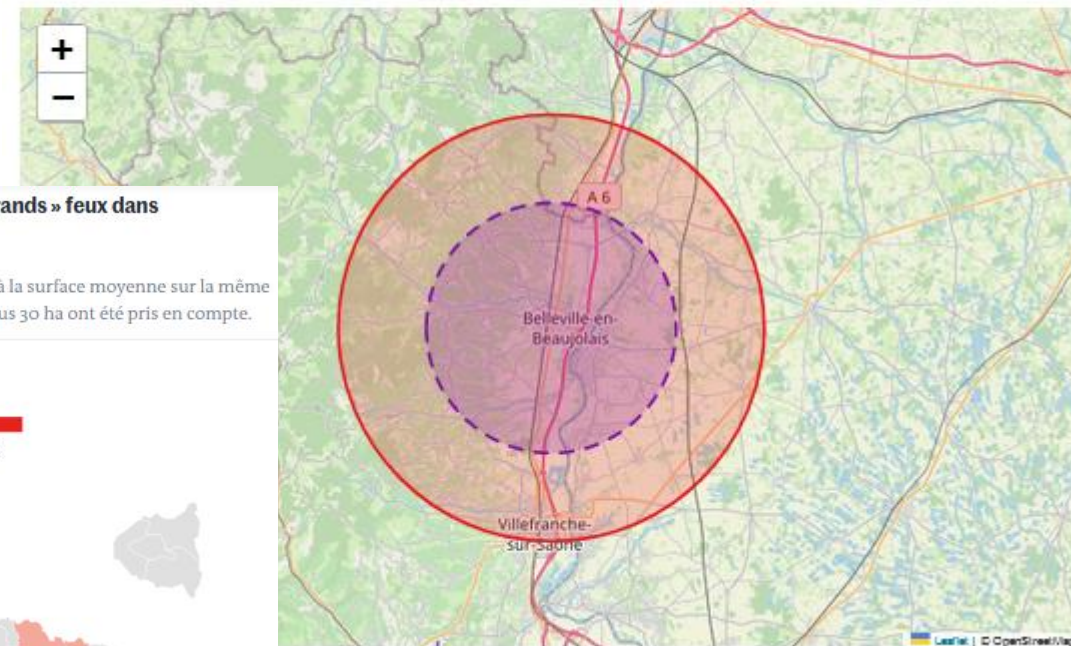 +
−
ands » feux dans
à la surface moyenne sur la même
us 30 ha ont été pris en compte.
A 6
Belleville-en-
Beaujolais
Villefranche-
sur-Saône
Leaflet | © OpenStreetMap